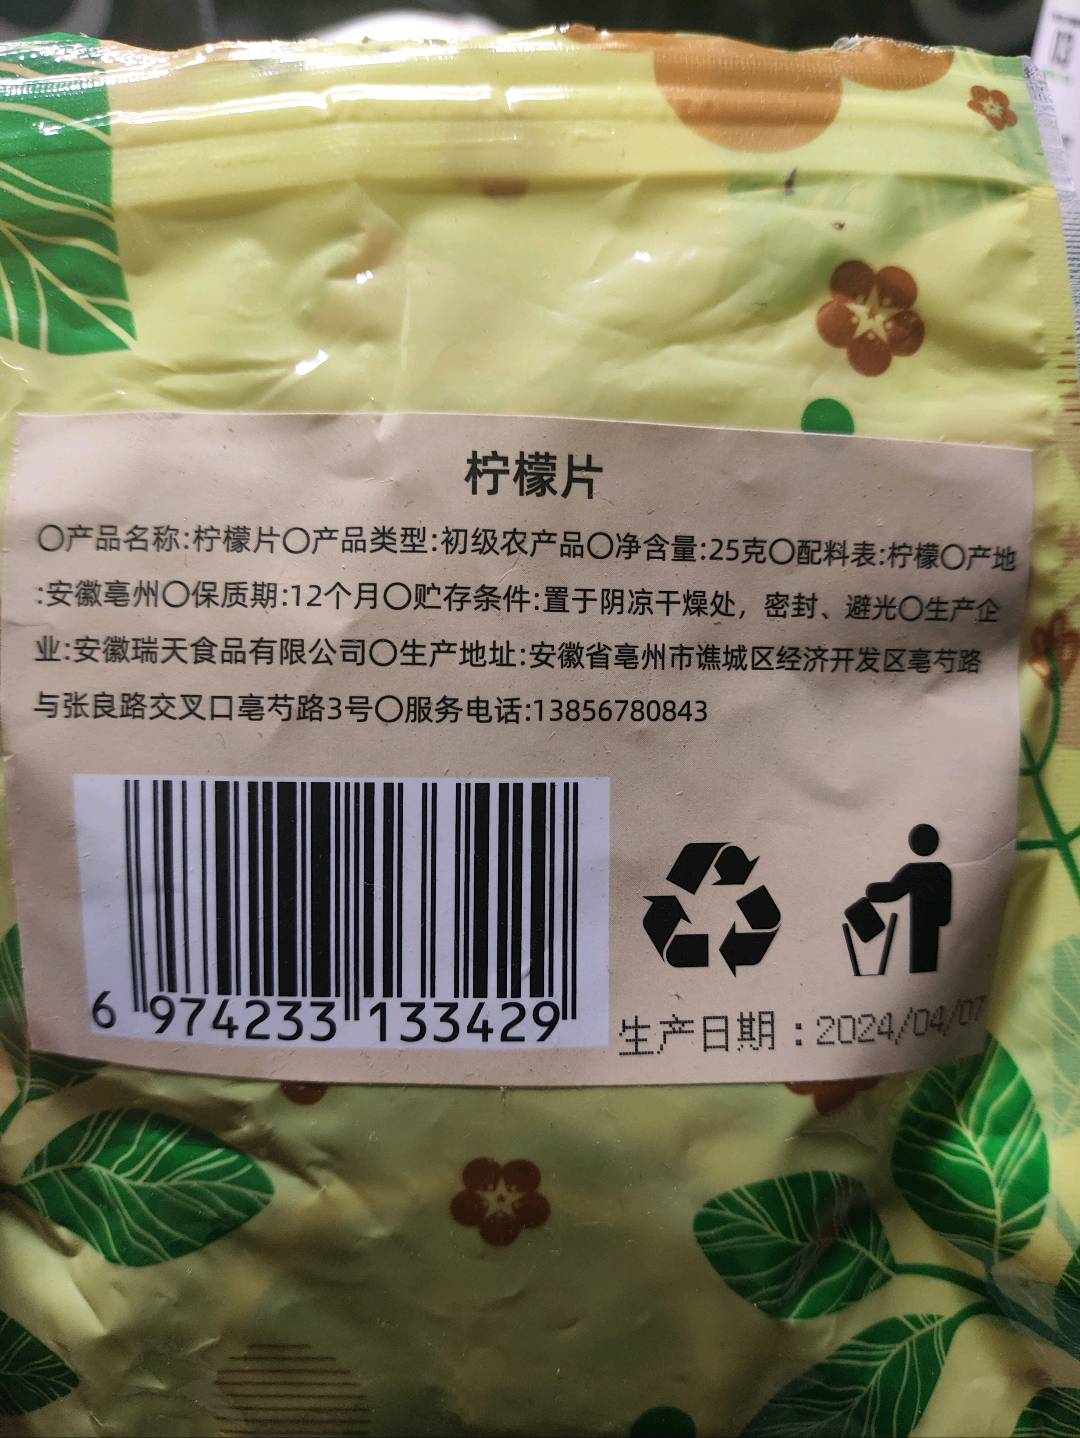 柠檬片
〇产品名称:柠檬片〇产品类型:初级农产品〇净含量:25克〇配料表:柠檬〇产地
:安徽亳州〇保质期:12个月〇贮存条件:置于阴凉干燥处，密封、避光〇生产企
业:安徽瑞天食品有限公司〇生产地址:安徽省亳州市谯城区经济开发区亳芍路
与张良路交叉口亳芍路3号〇服务电话:13856780843
6 974233 133429
生产日期：2024/04/07